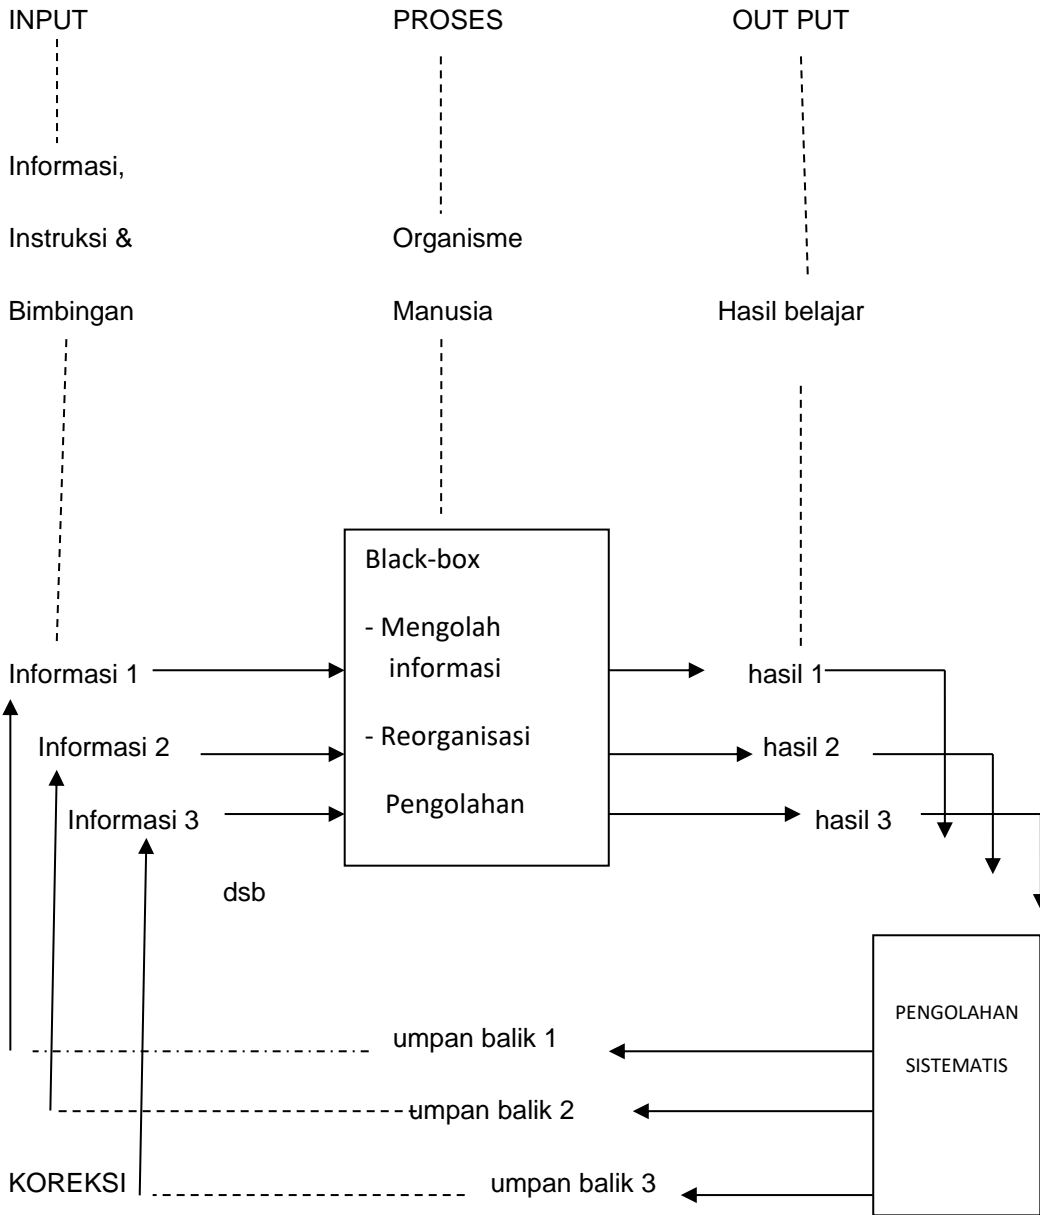 INPUT PROSES OUT PUT
Informasi,
Instruksi & Organisme
Bimbingan Manusia Hasil belajar
Black-box
- Mengolah
informasi
Informasi 1 hasil 1
- Reorganisasi
Informasi 2 hasil 2
Pengolahan
Informasi 3 hasil 3
dsb
PENGOLAHAN
SISTEMATIS
umpan balik 1
umpan balik 2
KOREKSI umpan balik 3